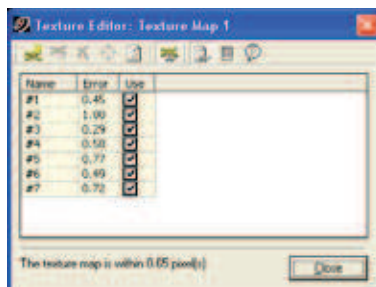 Texture Editor: Texture Map 1
Name Error Use
#1 0.45
#2 1.00
#3 0.29
#4 0.58
#5 0.77
#6 0.49
#7 0.72
The texture map is within 0.65 pixel(s)
Close